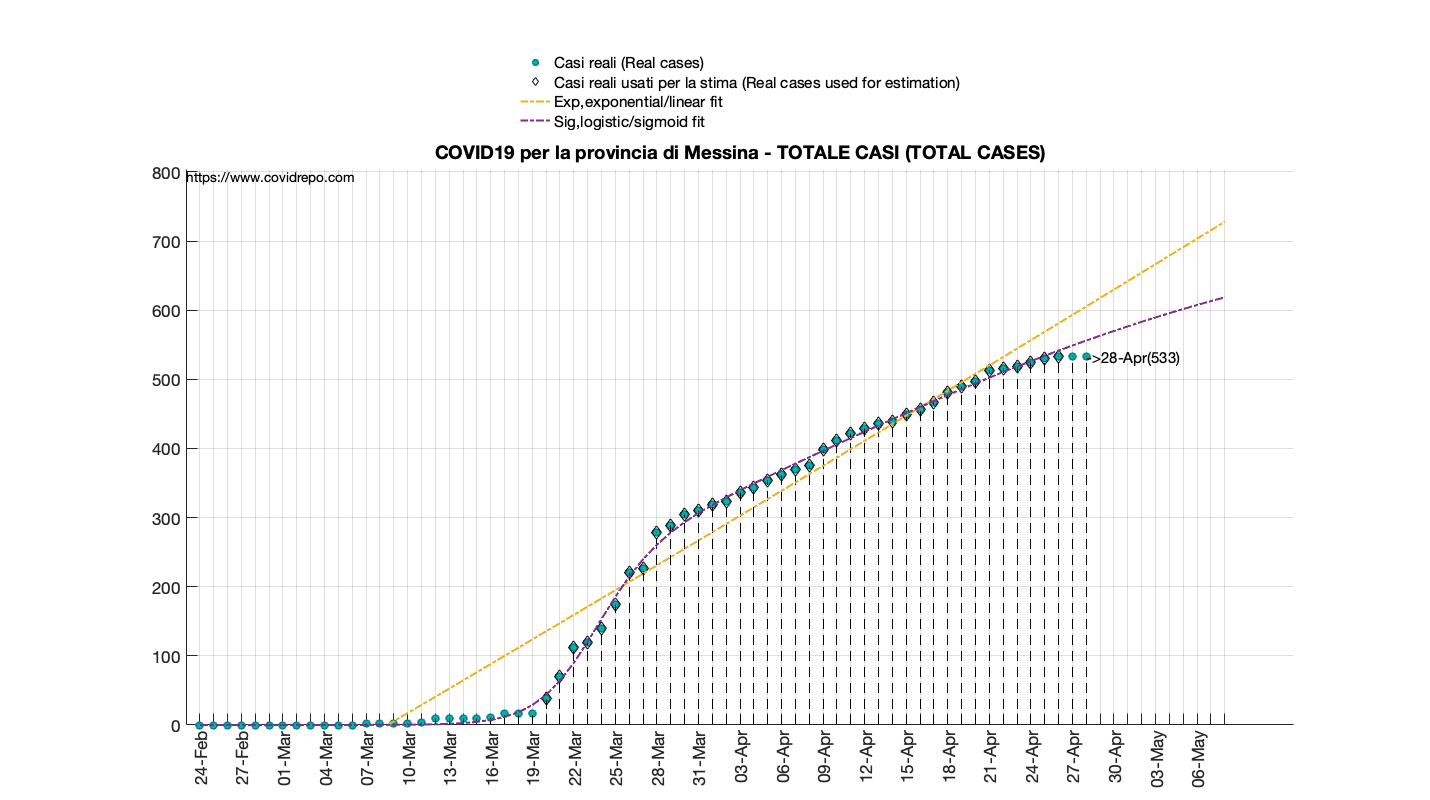 Casi reali (Real cases)
Casi reali usati per la stima (Real cases used for estimation)
Exp,exponential/linear fit
Sig,logistic/sigmoid fit
COVID19 per la provincia di Messina - TOTALE CASI (TOTAL CASES)
https://www.covidrepo.com
800
700
600
500
400
300
200
100
0
->28-Apr(533)
24-Feb
27-Feb
01-Mar
04-Mar
07-Mar
10-Mar
13-Mar
16-Mar
19-Mar
22-Mar
25-Mar
28-Mar
31-Mar
03-Apr
06-Apr
09-Apr
12-Apr
15-Apr
18-Apr
21-Apr
24-Apr
27-Apr
30-Apr
03-May
06-May